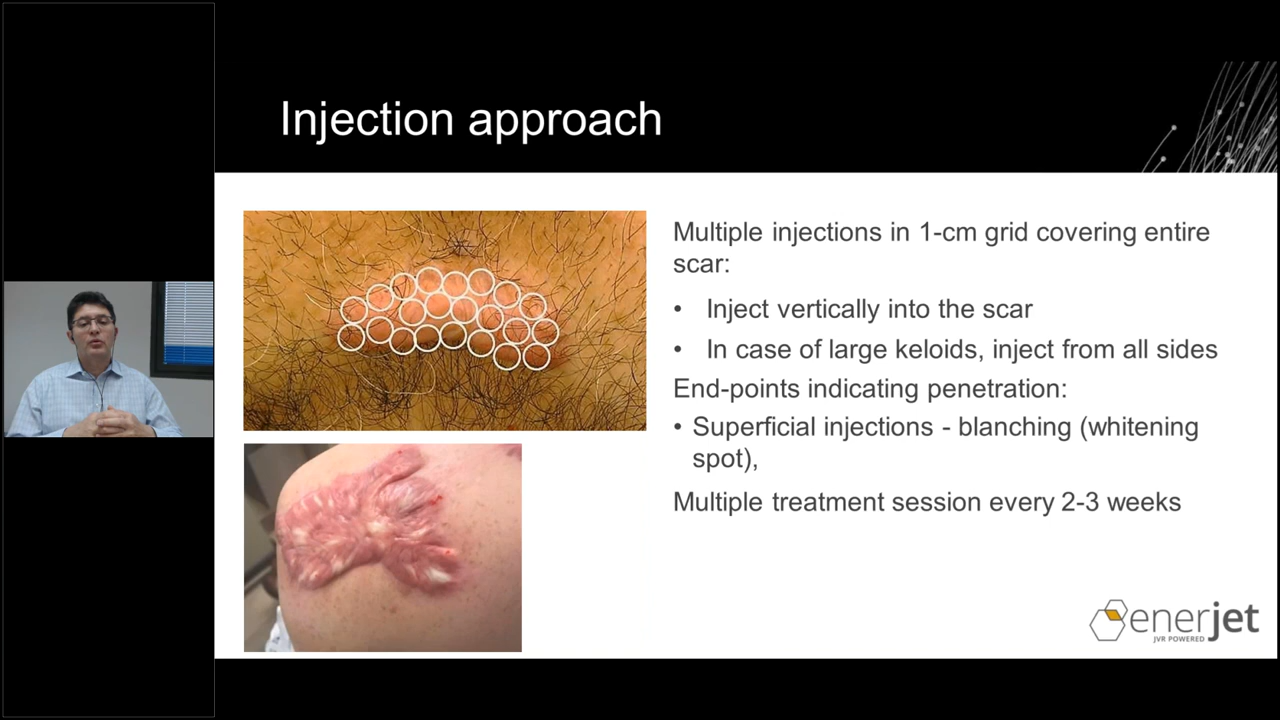 Injection approach
Multiple injections in 1-cm grid covering entire
scar:
• Inject vertically into the scar
• In case of large keloids, inject from all sides
End-points indicating penetration:
• Superficial injections - blanching (whitening
spot),
Multiple treatment session every 2-3 weeks
enerjet
JVR POWERED